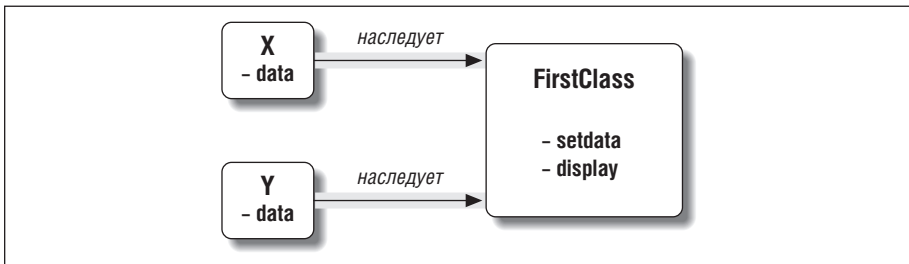 X
– data
наследует
FirstClass
– setdata
– display
Y
– data
наследует